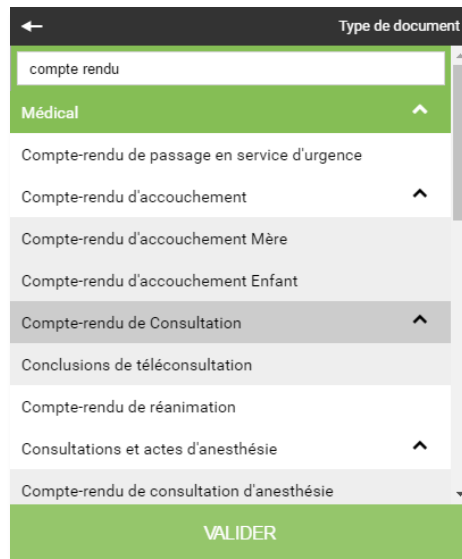 Type de document
compte rendu
Médical
Compte-rendu de passage en service d'urgence
Compte-rendu d'accouchement
Compte-rendu d'accouchement Mère
Compte-rendu d'accouchement Enfant
Compte-rendu de Consultation
Conclusions de téléconsultation
Compte-rendu de réanimation
Consultations et actes d'anesthésie
Compte-rendu de consultation d'anesthésie
VALIDER